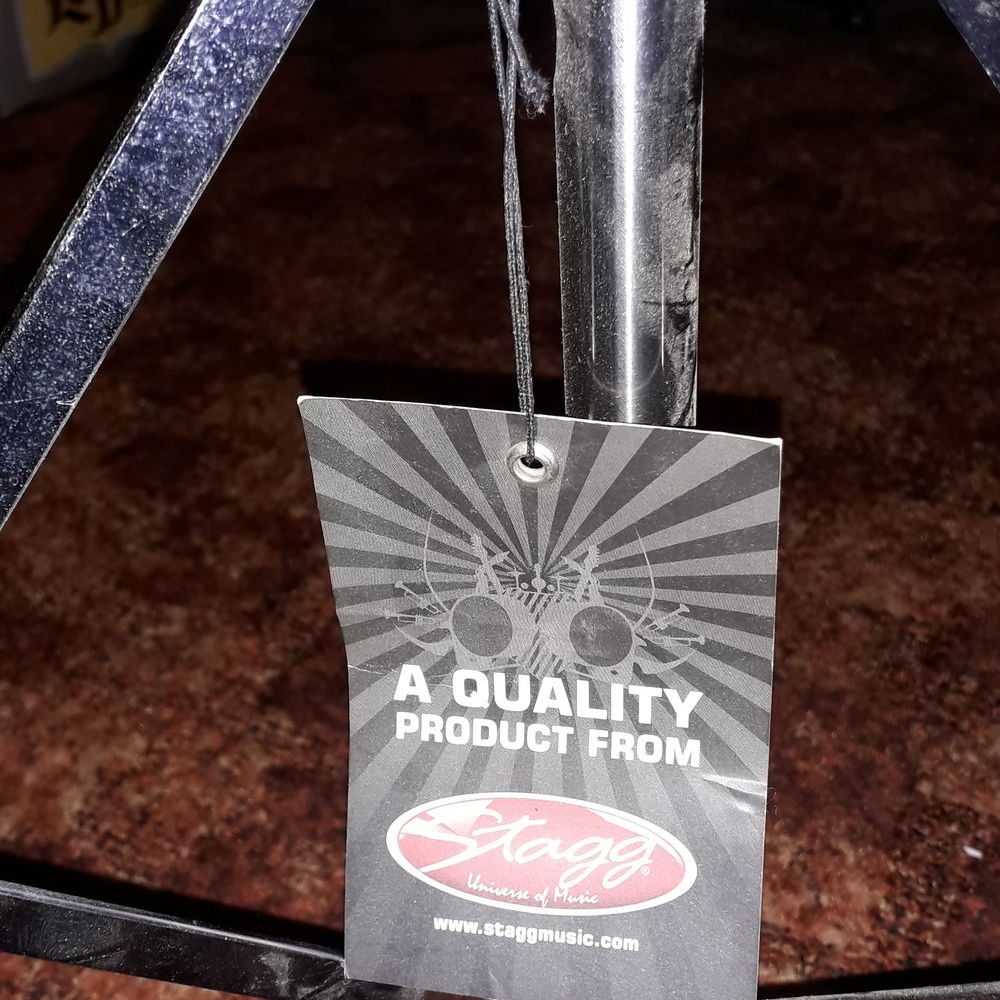 A QUALITY
PRODUCT FROM
Stagg®
Universe of Music
www.staggmusic.com